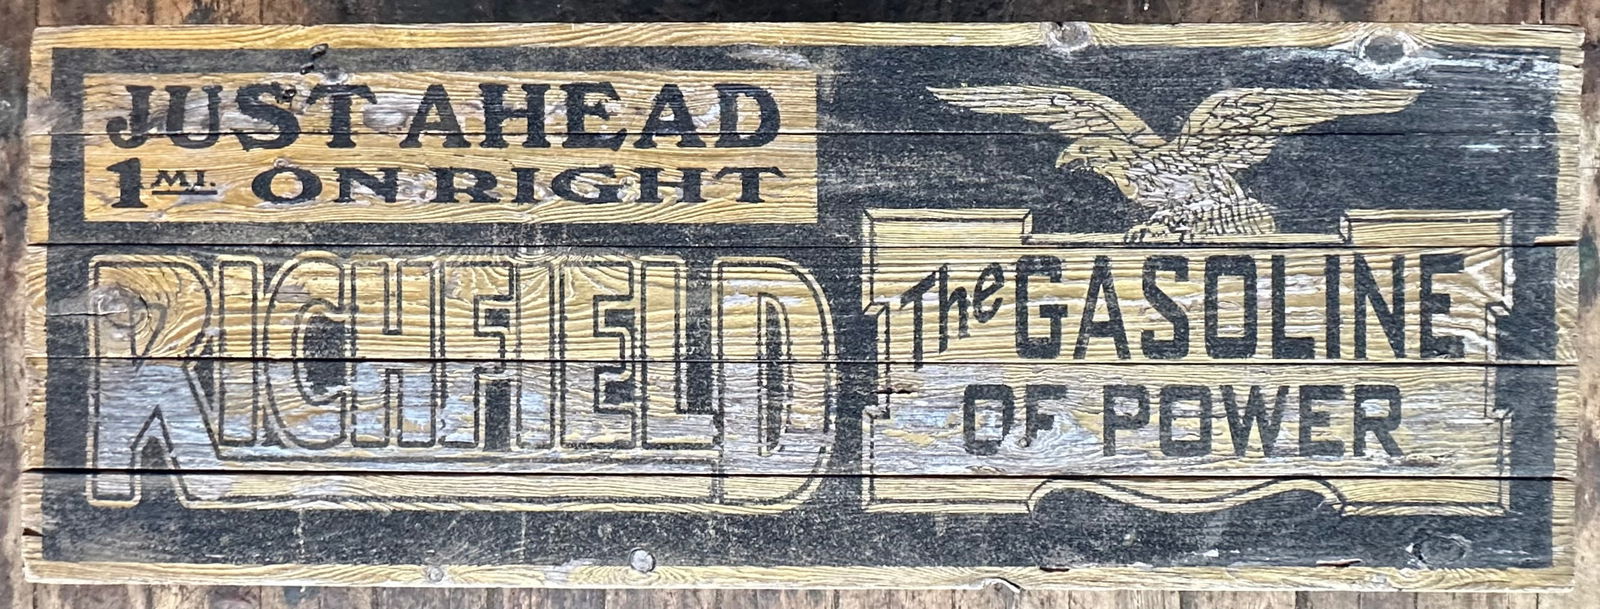 JUST AHEAD
1 MI. ON RIGHT
RICHFIELD
The GASOLINE
OF POWER